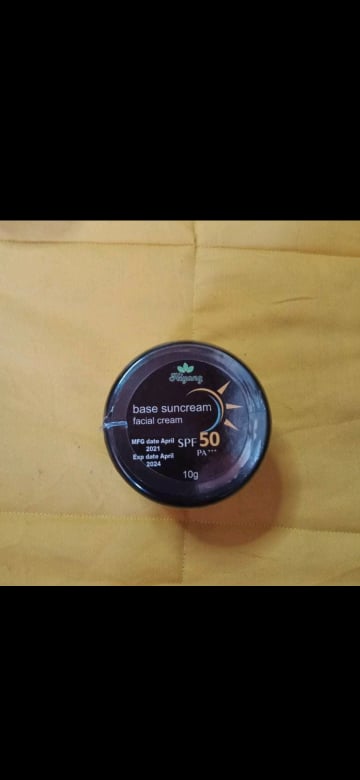 base suncream
facial cream
MFG date April
2021
Exp date April
2024
SPF 50
PA+++
10g